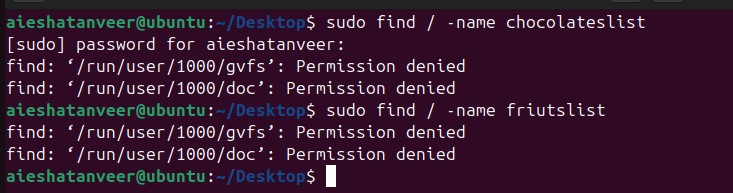 aieshatanveer@ubuntu:~/Desktop$ sudo find / -name chocolateslist
[sudo] password for aieshatanveer:
find: ‘/run/user/1000/gvfs’: Permission denied
find: ‘/run/user/1000/doc’: Permission denied
aieshatanveer@ubuntu:~/Desktop$ sudo find / -name friutslist
find: ‘/run/user/1000/gvfs’: Permission denied
find: ‘/run/user/1000/doc’: Permission denied
aieshatanveer@ubuntu:~/Desktop$